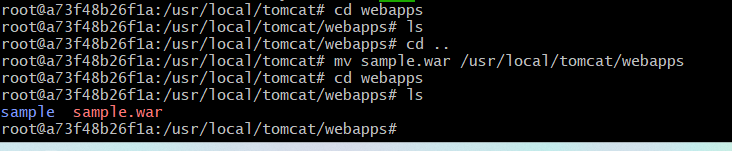 root@a73f48b26f1a:/usr/local/tomcat# cd webapps
root@a73f48b26f1a:/usr/local/tomcat/webapps# ls
root@a73f48b26f1a:/usr/local/tomcat/webapps# cd ..
root@a73f48b26f1a:/usr/local/tomcat# mv sample.war /usr/local/tomcat/webapps
root@a73f48b26f1a:/usr/local/tomcat# cd webapps
root@a73f48b26f1a:/usr/local/tomcat/webapps# ls
sample  sample.war
root@a73f48b26f1a:/usr/local/tomcat/webapps#